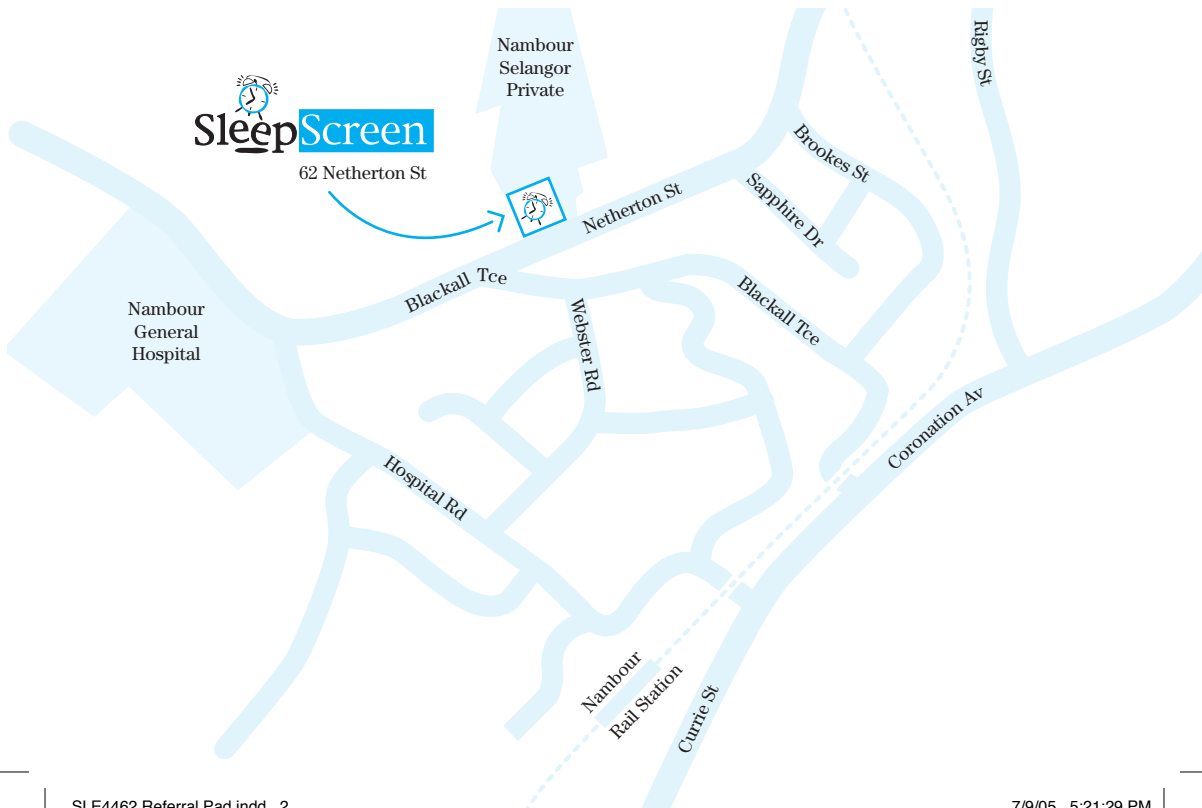 Nambour
Selangor
Private
SleepScreen
62 Netherton St
Rigby St
Brookes St
Sapphire Dr
Netherton St
Blackall Tce
Blackall Tce
Webster Rd
Nambour
General
Hospital
Coronation Av
Hospital Rd
Nambour
Rail Station
Currie St
SLE4462 Referral Pad.indd 2
7/9/05 5:21:29 PM